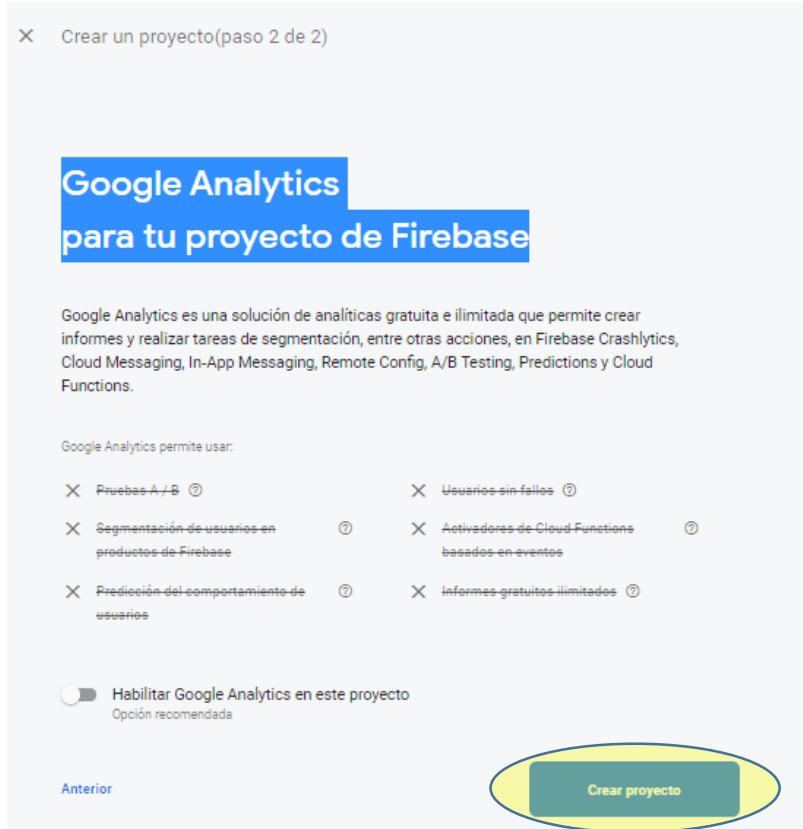 Crear un proyecto(paso 2 de 2)
Google Analytics
para tu proyecto de Firebase
Google Analytics es una solución de analíticas gratuita e ilimitada que permite crear
informes y realizar tareas de segmentación, entre otras acciones, en Firebase Crashlytics,
Cloud Messaging, In-App Messaging, Remote Config, A/B Testing, Predictions y Cloud
Functions.
Google Analytics permite usar:
Pruebas A / B
Usuarios sin fallos
Segmentación de usuarios en
productos de Firebase
Activadores de Cloud Functions
basados en eventos
Predicción del comportamiento de
usuarios
Informes gratuitos ilimitados
Habilitar Google Analytics en este proyecto
Opción recomendada
Anterior
Crear proyecto